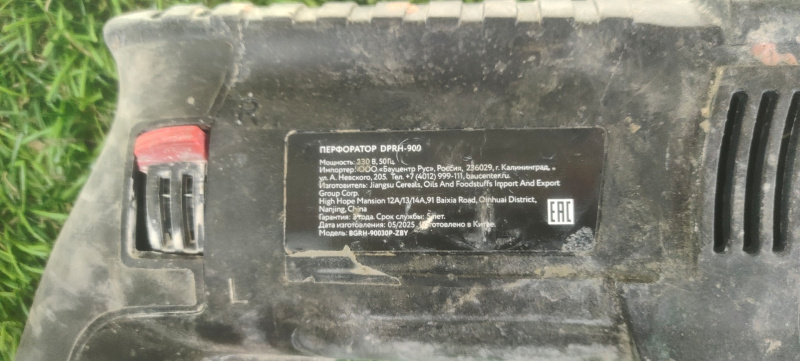 ПЕРФОРАТОР DPRH-900
Мощность: 230 В, 50Гц
Импортер: ООО «Бауцентр Рус», Россия, 236029, г. Калининград,
ул. А. Невского, 205. Тел. +7 (4012) 999-111, baucenter.ru.
Изготовитель: Jiangsu Cereals, Oils And Foodstuffs Import And Export
Group Corp.
High Hope Mansion 12A/13/14A,91 Baixia Road, Qinhuai District,
Nanjing, China
Гарантия: года. Срок службы: 5 лет.
Дата изготовления: 05/2025 Изготовлено в Китае.
Модель: BGRH-90030P-ZBY
EAC
L